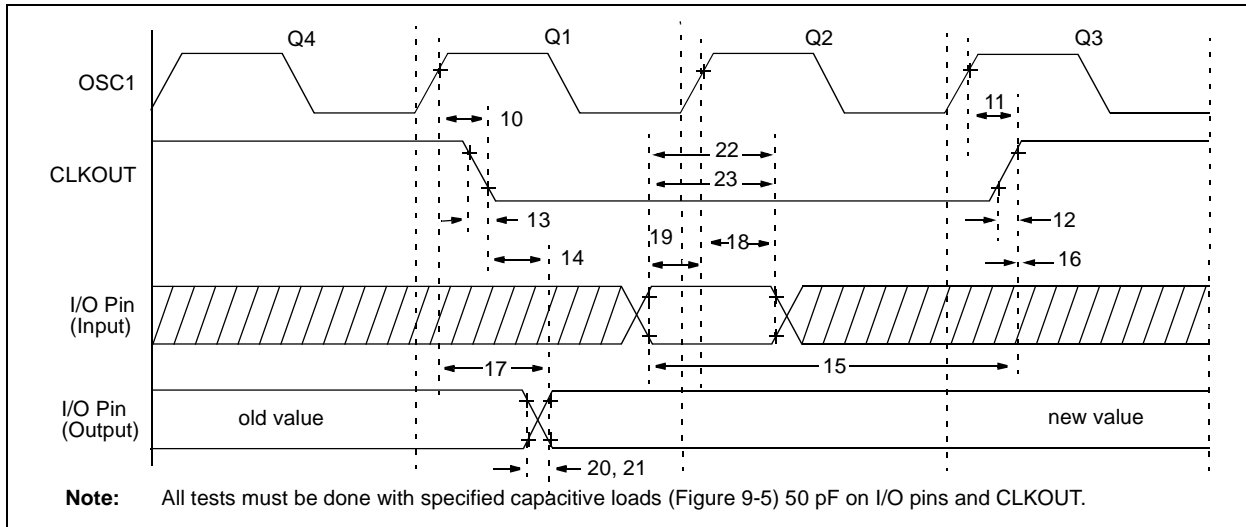 Q4 Q1 Q2 Q3
OSC1
10
11
CLKOUT
22
23
13
12
19
18
14
16
I/O Pin
(Input)
17
15
I/O Pin
(Output)
old value
new value
20, 21
Note: All tests must be done with specified capacitive loads (Figure 9-5) 50 pF on I/O pins and CLKOUT.